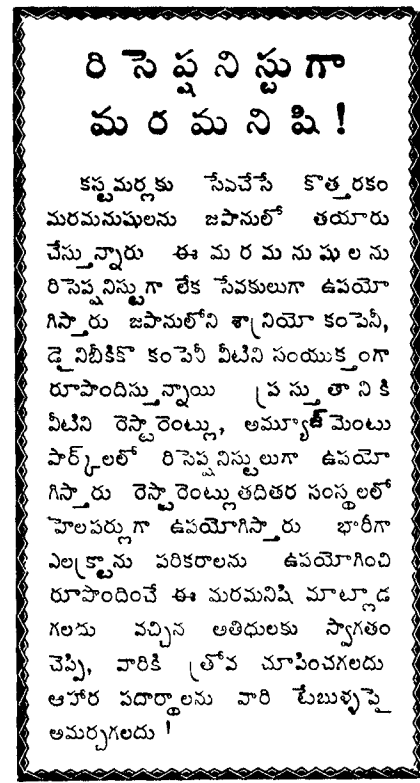 రిసెప్షనిస్టుగా
మరమనిషి!
కస్టమర్లకు సేవచేసే కొత్తరకం
మరమనుషులను జపానులో తయారు
చేస్తున్నారు ఈ మరమనుషులను
రిసెప్షనిస్టుగా లేక సేవకులుగా ఉపయో
గిస్తారు జపానులోని శానియో కంపెనీ,
డైనిబీకికొ కంపెనీ వీటిని సంయుక్తంగా
రూపొందిస్తున్నాయి ప్రస్తుతానికి
వీటిని రెస్టారెంట్లు, అమ్యూజ్‌మెంటు
పార్క్‌లలో రిసెప్షనిస్టులుగా ఉపయో
గిస్తారు రెస్టారెంట్లుతదితర సంస్థలలో
హెలపర్లుగా ఉపయోగిస్తారు భారీగా
ఎలక్ట్రాను పరికరాలను ఉపయోగించి
రూపొందించే ఈ మరమనిషి మాట్లాడ
గలదు వచ్చిన అతిధులకు స్వాగతం
చెప్పి, వారికి త్రోవ చూపించగలదు
ఆహార పదార్థాలను వారి టేబుళ్ళపై
అమర్చగలదు !